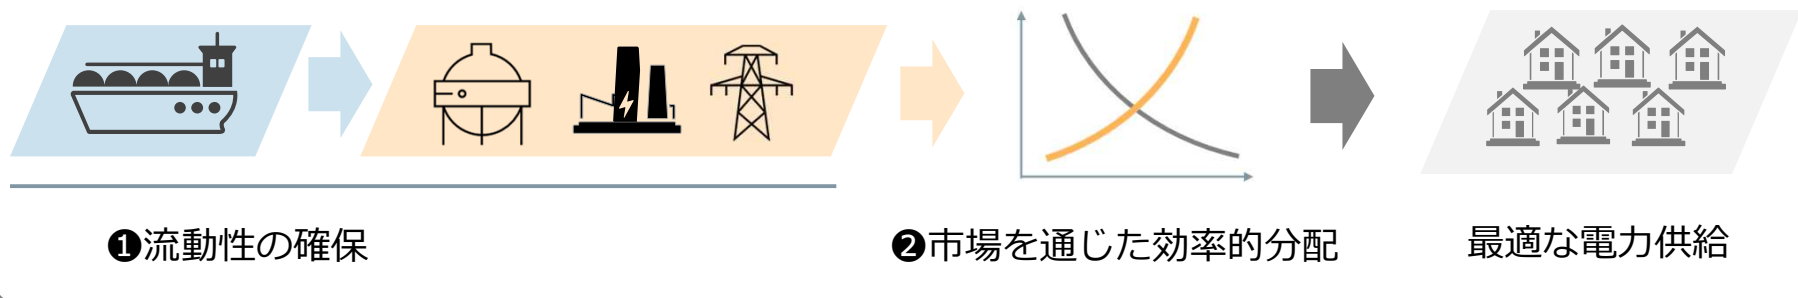 ❶流動性の確保
❷市場を通じた効率的分配
最適な電力供給